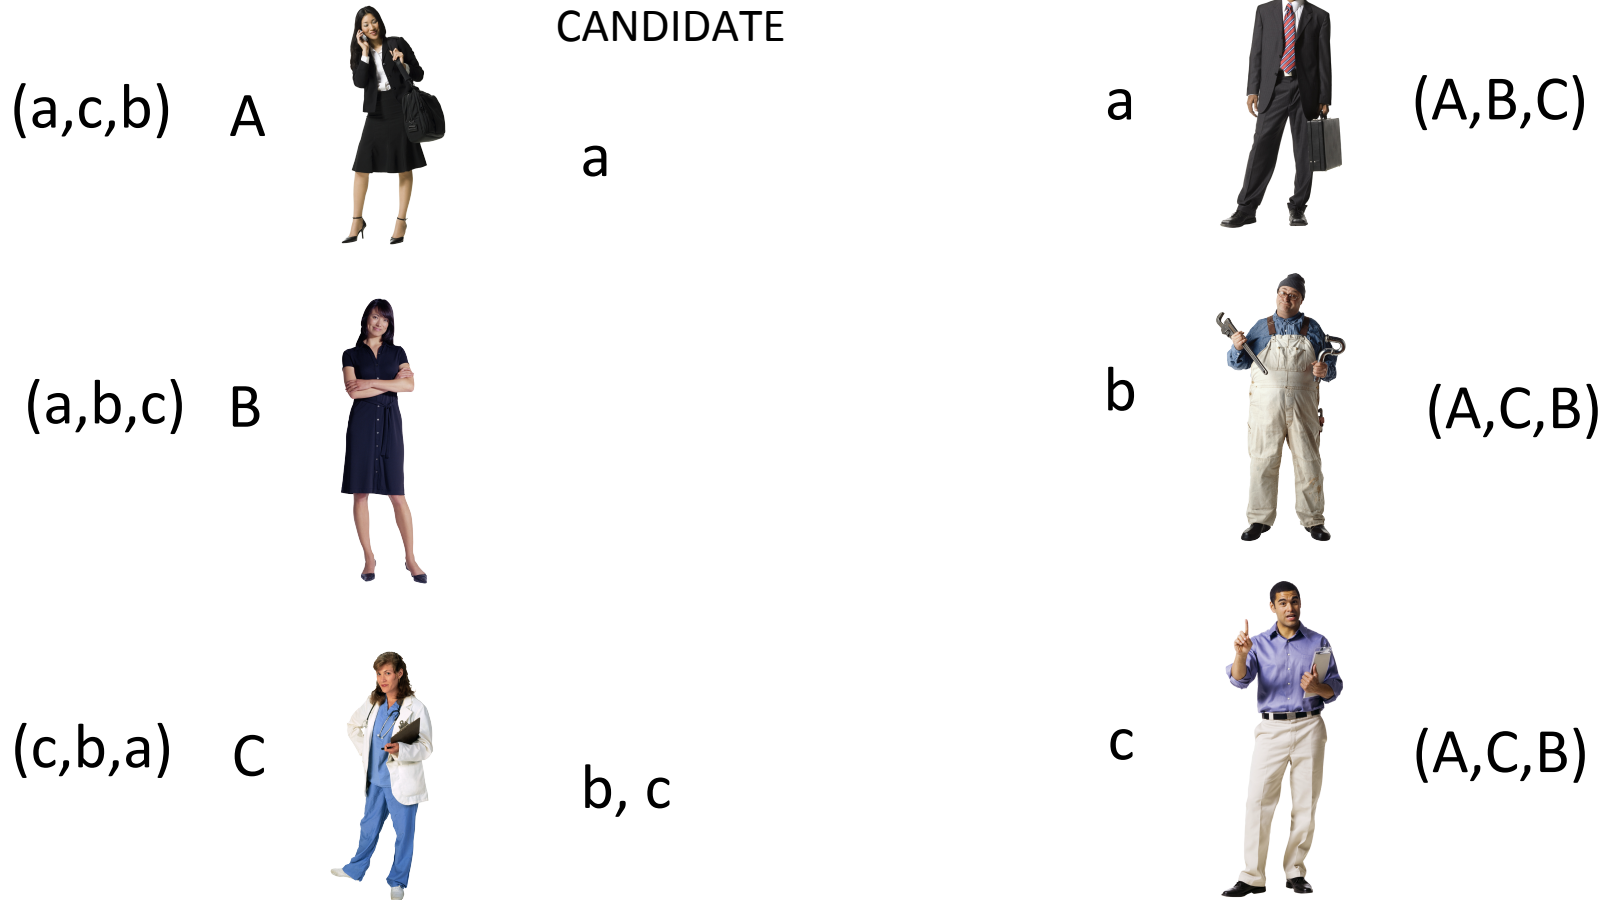 CANDIDATE
(a,c,b) A a a (A,B,C)
(a,b,c) B b (A,C,B)
(c,b,a) C b, c c (A,C,B)